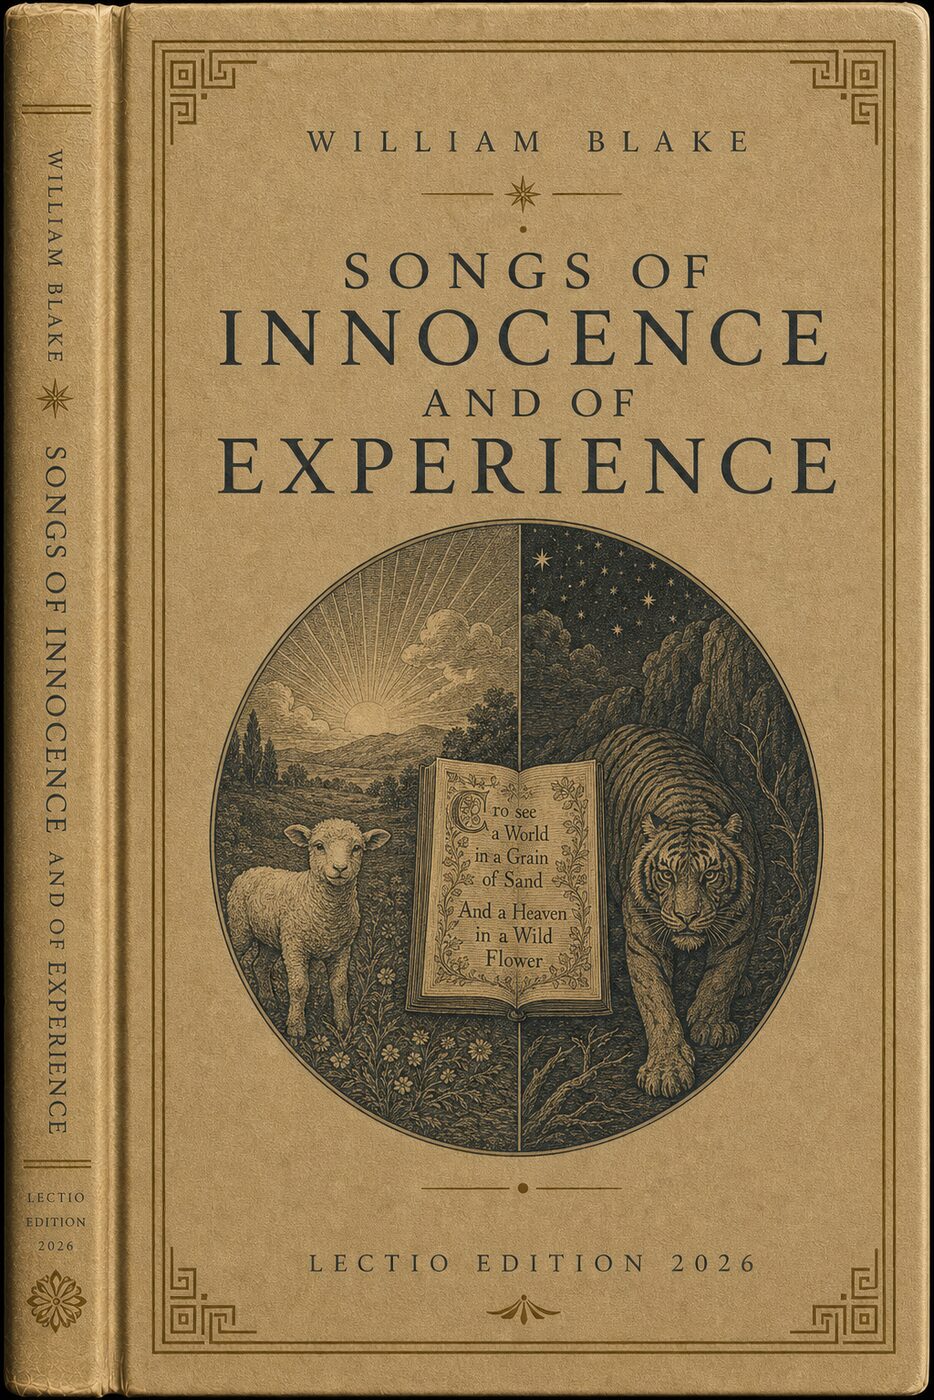 WILLIAM BLAKE
SONGS OF
INNOCENCE
AND OF
EXPERIENCE
Cro see
a World
in a Grain
of Sand
And a Heaven
in a Wild
Flower
LECTIO EDITION 2026
WILLIAM BLAKE
SONGS OF INNOCENCE AND OF EXPERIENCE
LECTIO
EDITION
2026